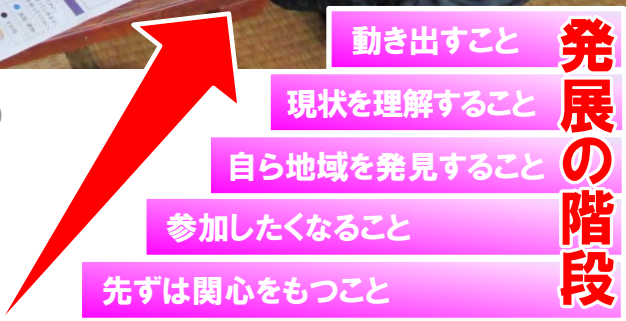 動き出すこと
現状を理解すること
自ら地域を発見すること
参加したくなること
先ずは関心をもつこと
発展の階段